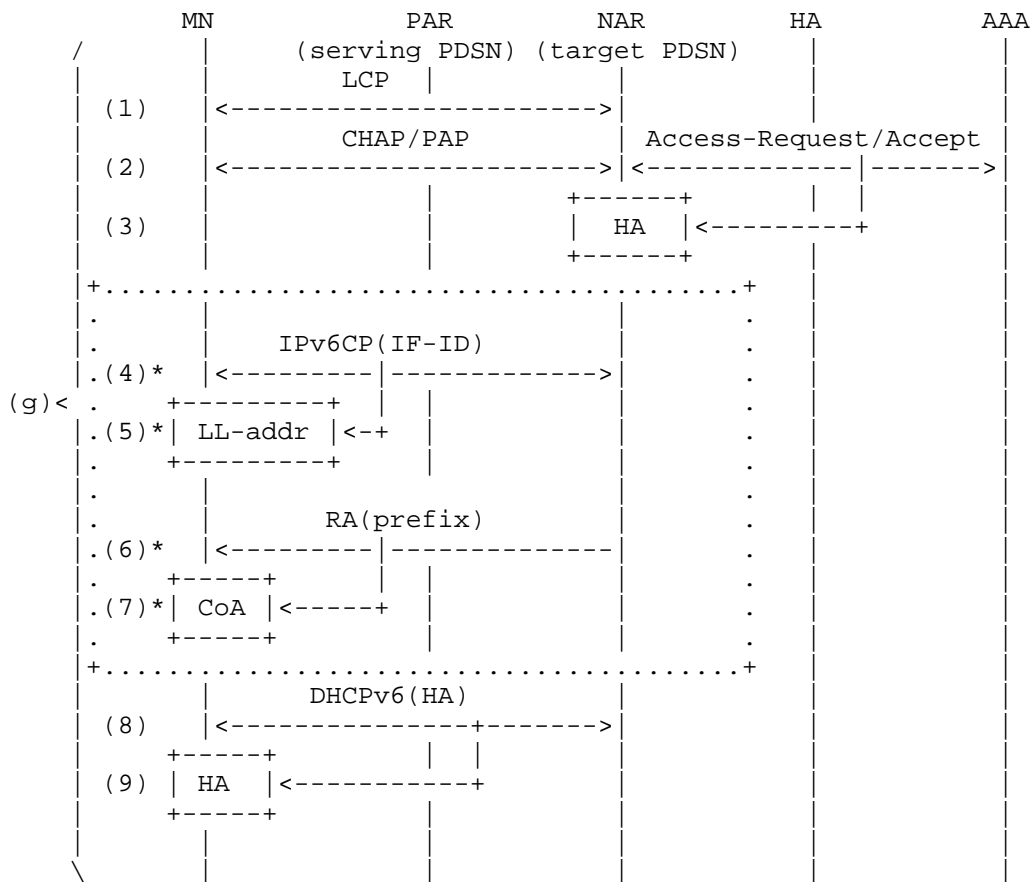 MN PAR NAR HA AAA
(serving PDSN) (target PDSN)
LCP
(1)
CHAP/PAP Access-Request/Accept
(2)
(3) HA
IPv6CP(IF-ID)
(4)*
(g)<
(5)* LL-addr
RA(prefix)
(6)*
(7)* CoA
DHCPv6(HA)
(8)
(9) HA